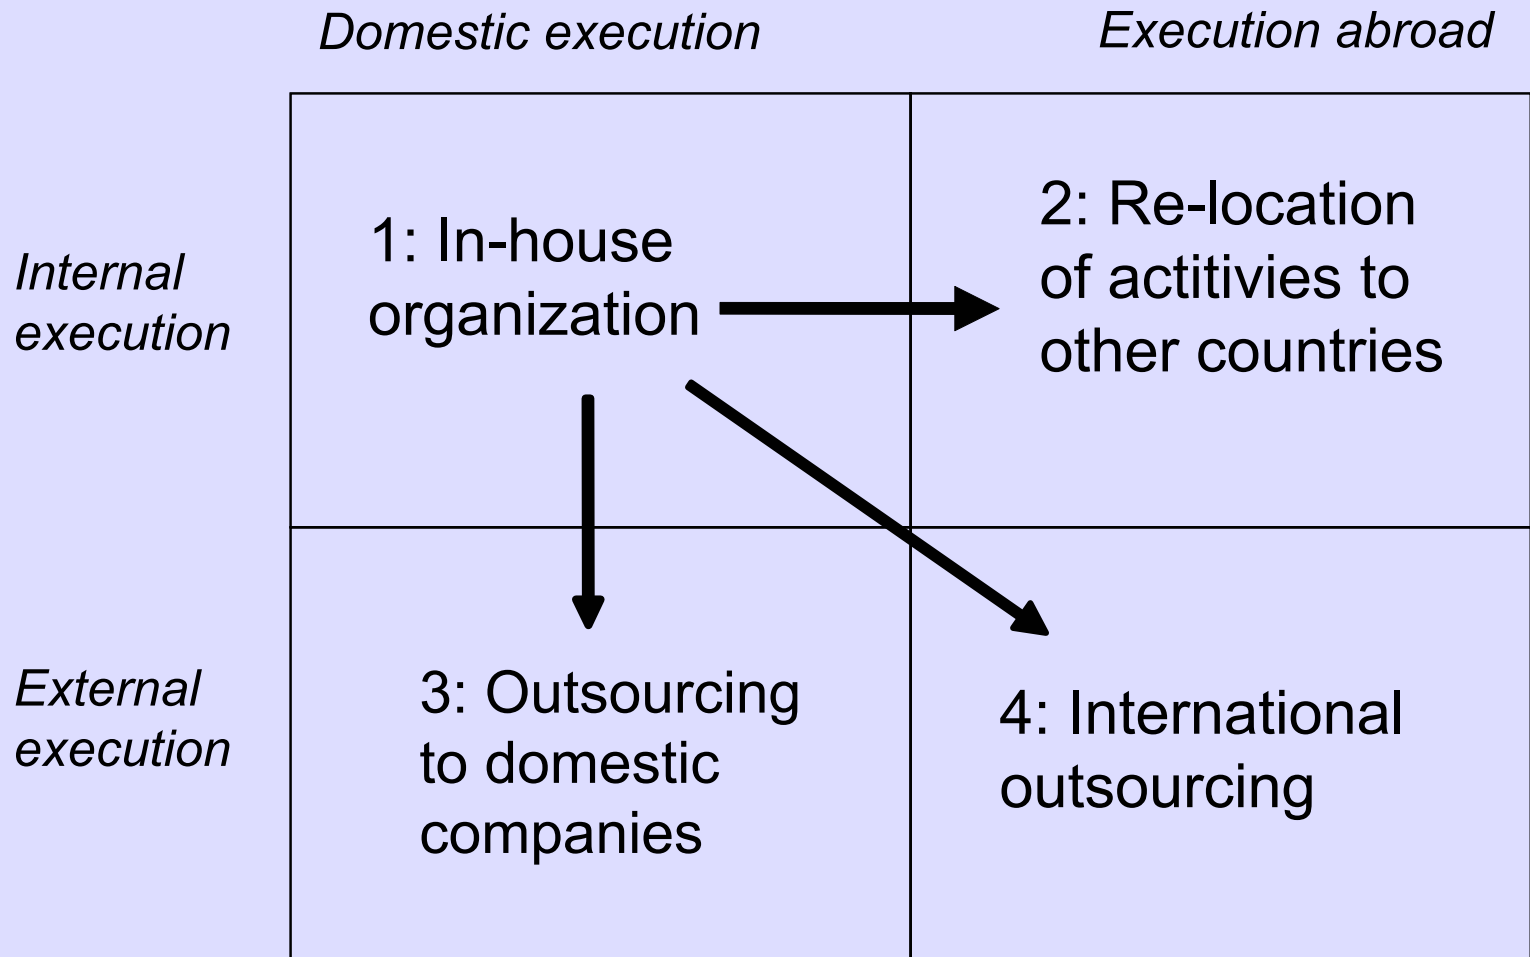 Domestic execution
Execution abroad
Internal
execution
1: In-house
organization
2: Re-location
of actitivies to
other countries
External
execution
3: Outsourcing
to domestic
companies
4: International
outsourcing